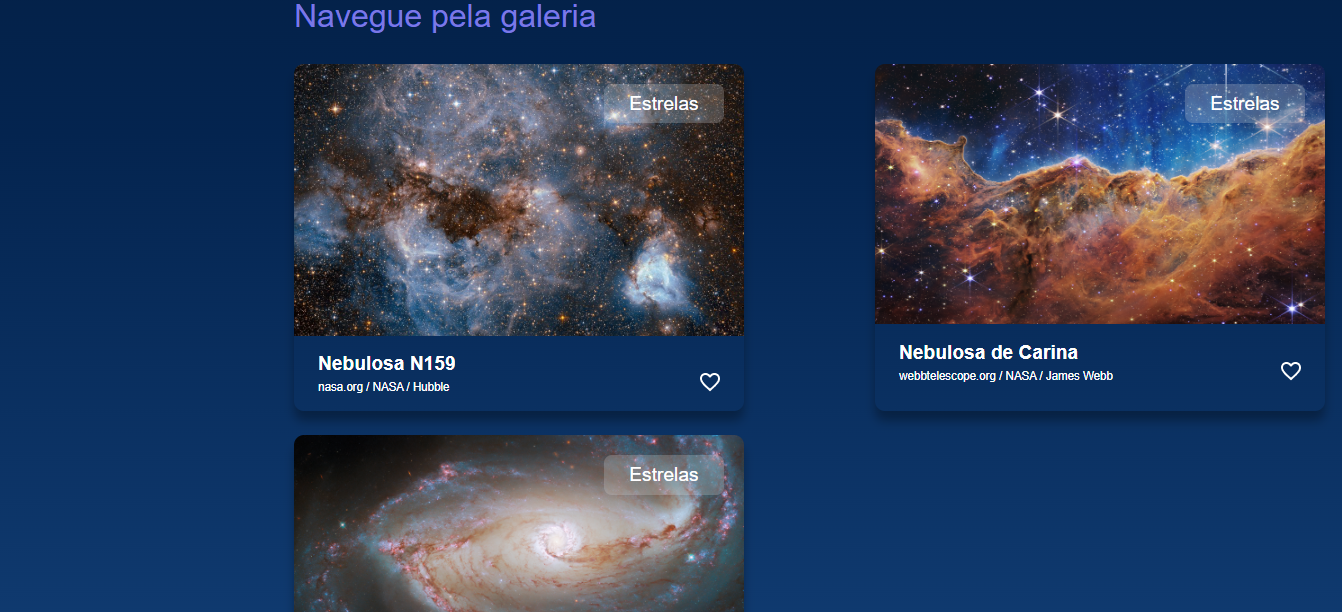 Navegue pela galeria
Estrelas
Nebulosa N159
nasa.org / NASA / Hubble
Estrelas
Nebulosa de Carina
webbtelescope.org / NASA / James Webb
Estrelas